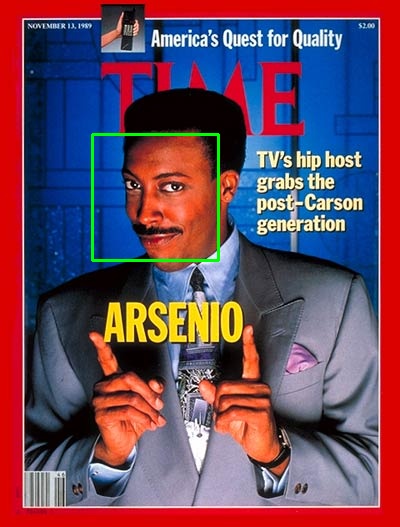 NOVEMBER 13, 1989
$2.00
America's Quest for Quality
TIME
TV's hip host
grabs the
post-Carson
generation
ARSENIO